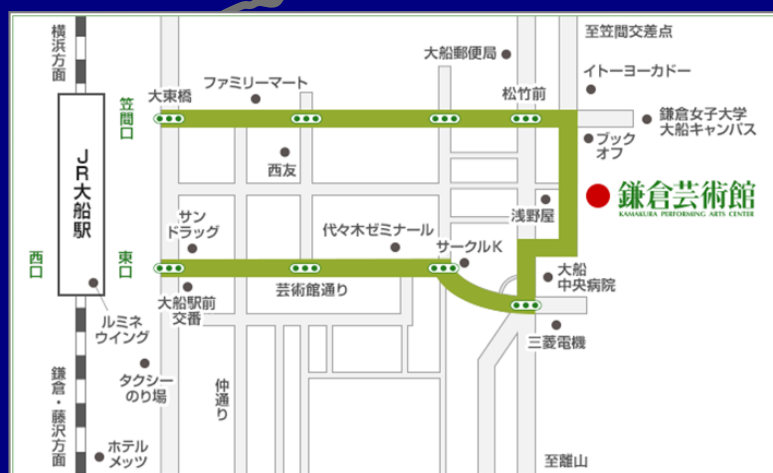 横浜方面
JR大船駅
笠間口
西口
東口
大東橋
ファミリーマート
大船郵便局
松竹前
至笠間交差点
イトーヨーカドー
鎌倉女子大学
大船キャンパス
ブック
オフ
西友
鎌倉芸術館
KAMAKURA PERFORMING ARTS CENTER
浅野屋
サン
ドラッグ
代々木ゼミナール
サークルK
大船
中央病院
大船駅前
交番
芸術館通り
ルミネ
ウイング
三菱電機
タクシー
のり場
仲通り
鎌倉・藤沢方面
ホテル
メッツ
至離山